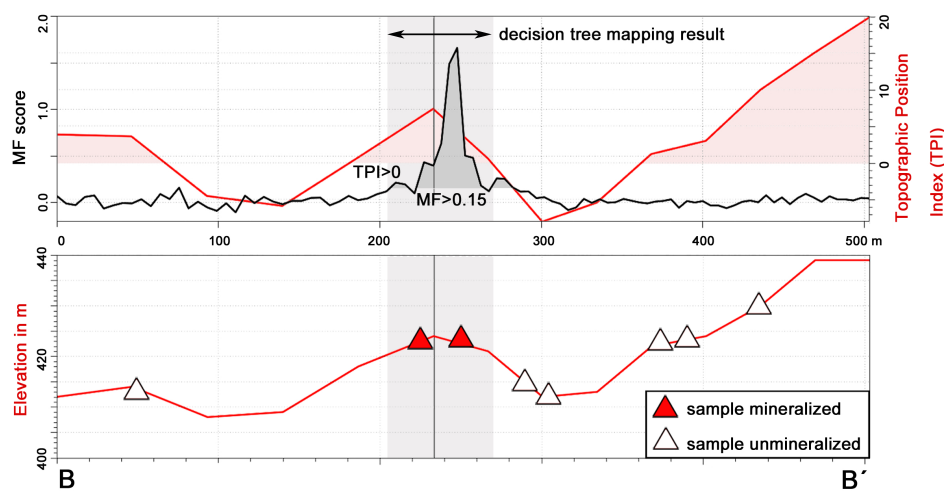 2.0
1.0
0.0
MF score
decision tree mapping result
TPI>0
MF>0.15
20
10
0
-5
Topographic Position
Index (TPI)
0
100
200
300
400
500 m
440
420
400
Elevation in m
sample mineralized
sample unmineralized
B
B´